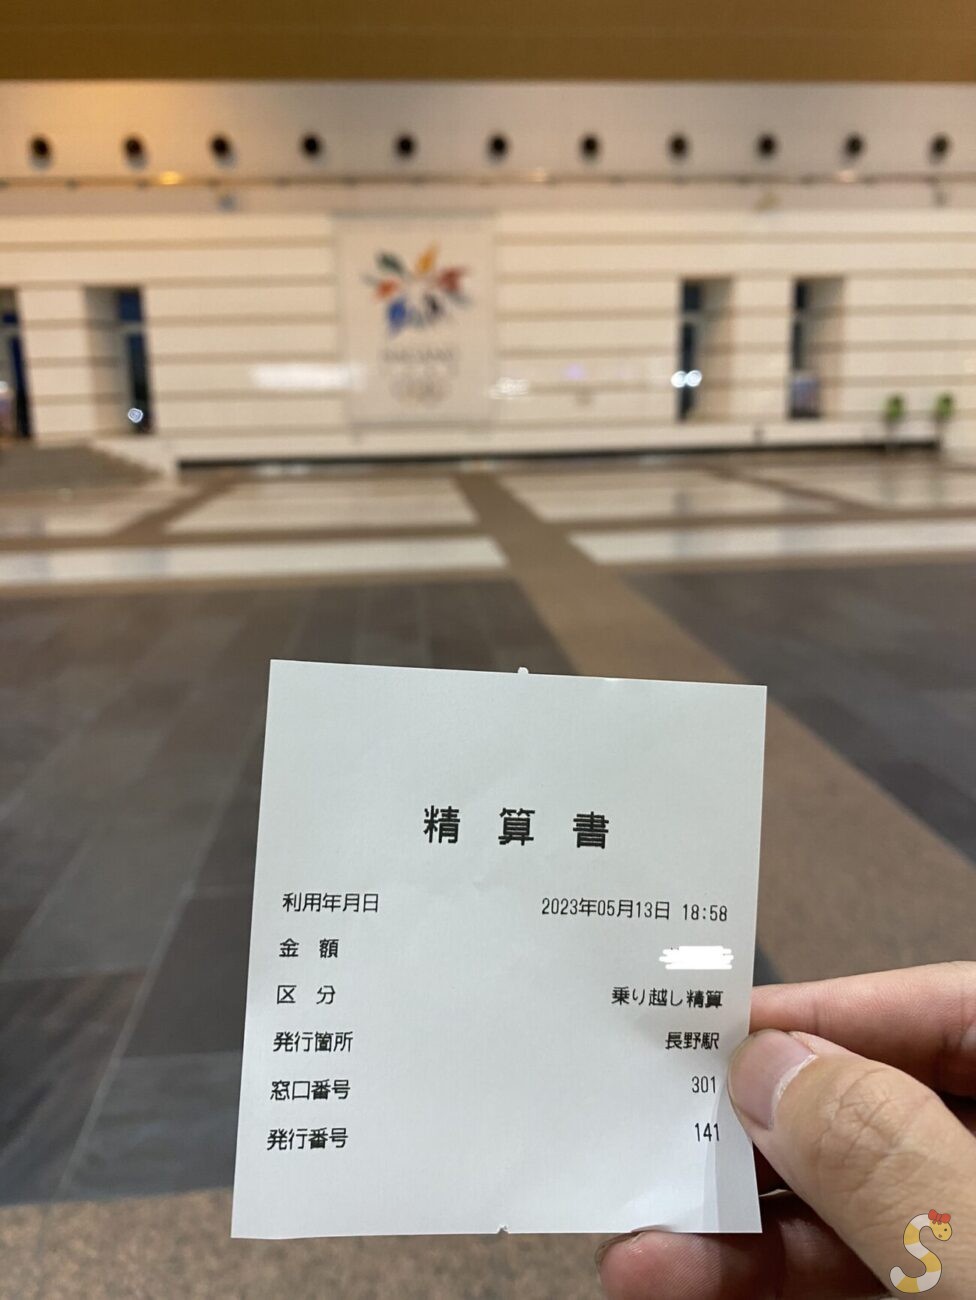 精算書
利用年月日 2023年05月13日 18:58
金額
区分 乗り越し精算
発行箇所 長野駅
窓口番号 301
発行番号 141